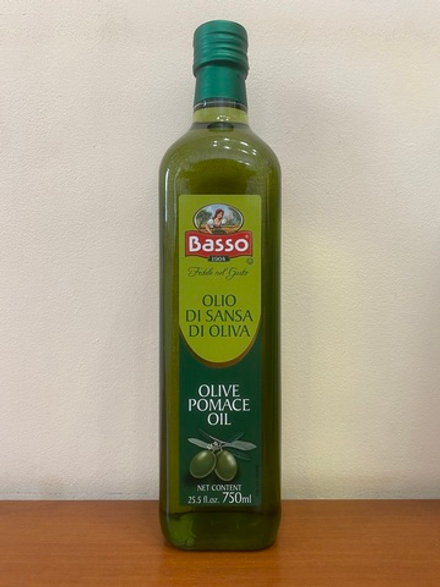 Basso
1904
Fedeli nel Gusto
OLIO
DI SANSA
DI OLIVA
OLIVE
POMACE
OIL
NET CONTENT
25.5 fl.oz. 750ml